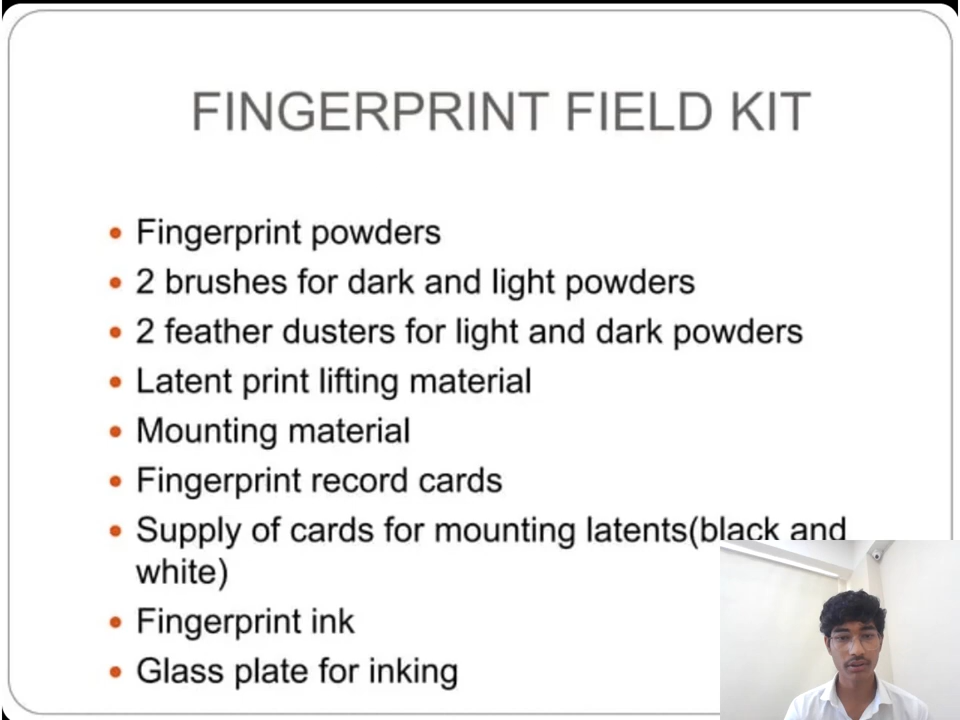 FINGERPRINT FIELD KIT
• Fingerprint powders
• 2 brushes for dark and light powders
• 2 feather dusters for light and dark powders
• Latent print lifting material
• Mounting material
• Fingerprint record cards
• Supply of cards for mounting latents(black and
white)
• Fingerprint ink
• Glass plate for inking